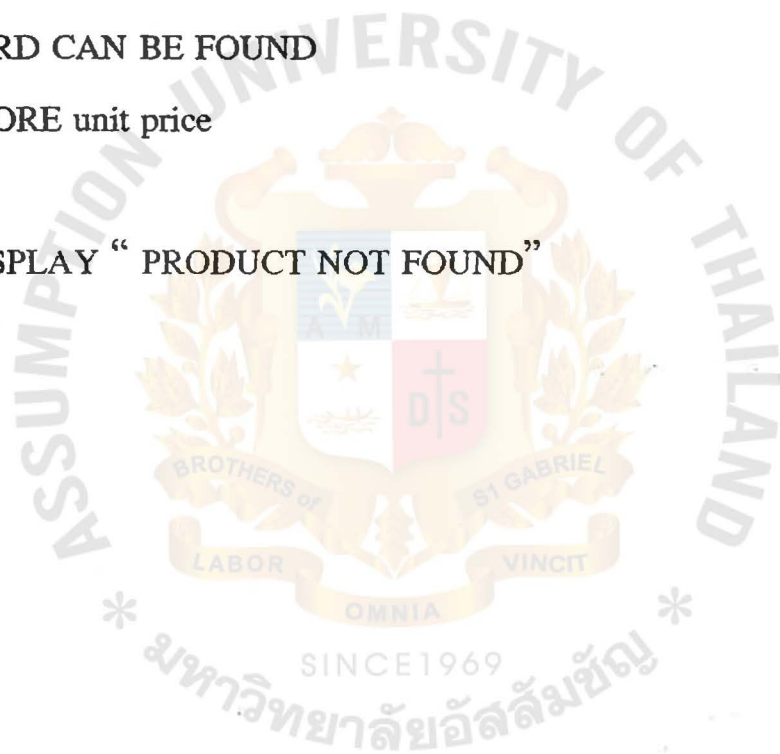 RD CAN BE FOUND
ORE unit price
SPLAY “ PRODUCT NOT FOUND”
ASSUMPTION UNIVERSITY OF THAILAND
A M
D S
BROTHERS of ST GABRIEL
LABOR
VINCIT
OMNIA
* *
SINCE1969
มหาวิทยาลัยอัสสัมชัญ